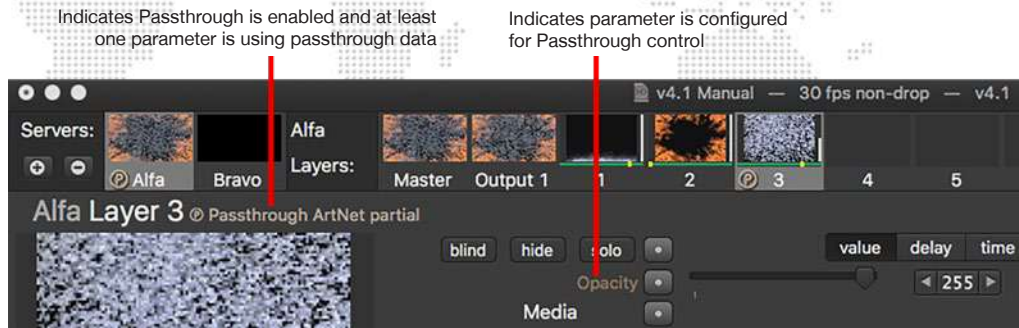 Indicates Passthrough is enabled and at least
one parameter is using passthrough data
Indicates parameter is configured
for Passthrough control
v4.1 Manual — 30 fps non-drop — v4.1
Servers:
Alfa
Layers:
Ⓟ Alfa
Bravo
Master
Output 1
1
2
Ⓟ 3
4
5
Alfa Layer 3 Ⓟ Passthrough ArtNet partial
blind
hide
solo
value
delay
time
Opacity
1
255
Media